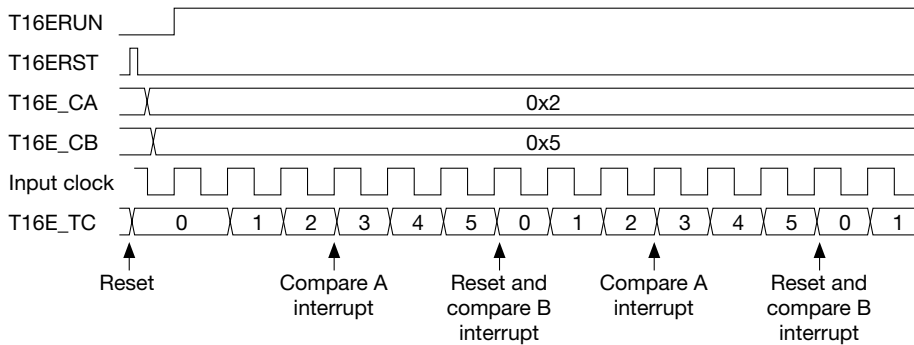 T16ERUN
T16ERST
T16E_CA 0x2
T16E_CB 0x5
Input clock
T16E_TC 0 1 2 3 4 5 0 1 2 3 4 5 0 1
Reset
Compare A
interrupt
Reset and
compare B
interrupt
Compare A
interrupt
Reset and
compare B
interrupt